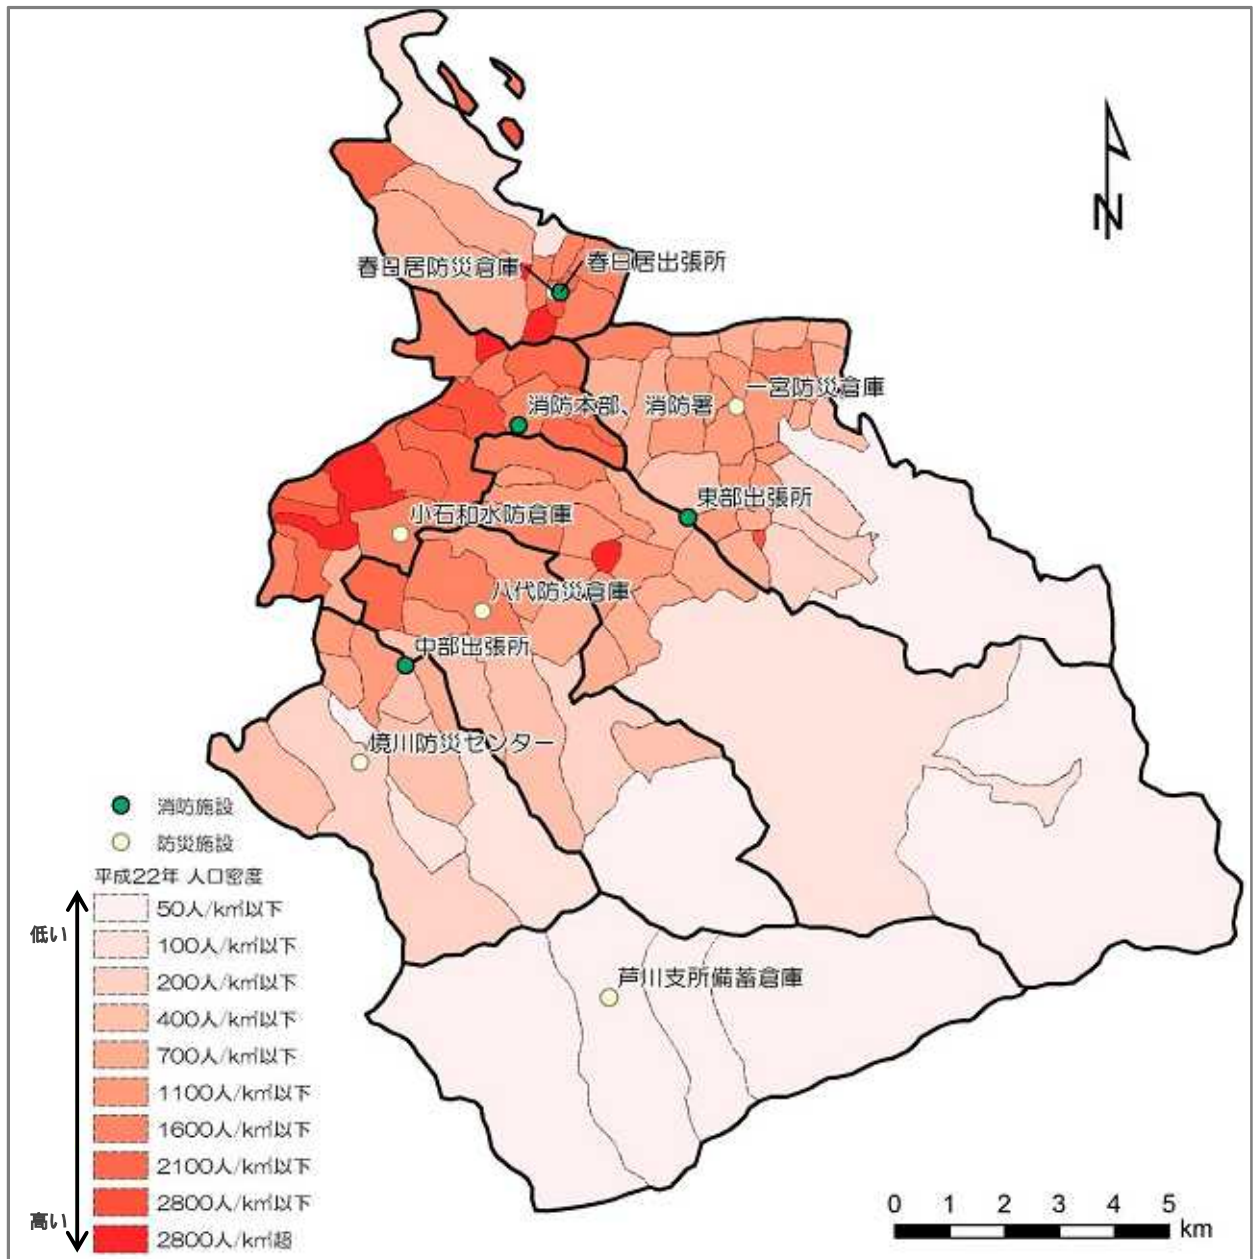 N
春日居防災倉庫
春日居出張所
一宮防災倉庫
消防本部、消防署
東部出張所
小石和水防倉庫
八代防災倉庫
中部出張所
境川防災センター
芦川支所備蓄倉庫
消防施設
防災施設
平成22年 人口密度
低い
50人/k㎡以下
100人/k㎡以下
200人/k㎡以下
400人/k㎡以下
700人/k㎡以下
1100人/k㎡以下
1600人/k㎡以下
2100人/k㎡以下
2800人/k㎡以下
高い
2800人/k㎡超
0 1 2 3 4 5
km